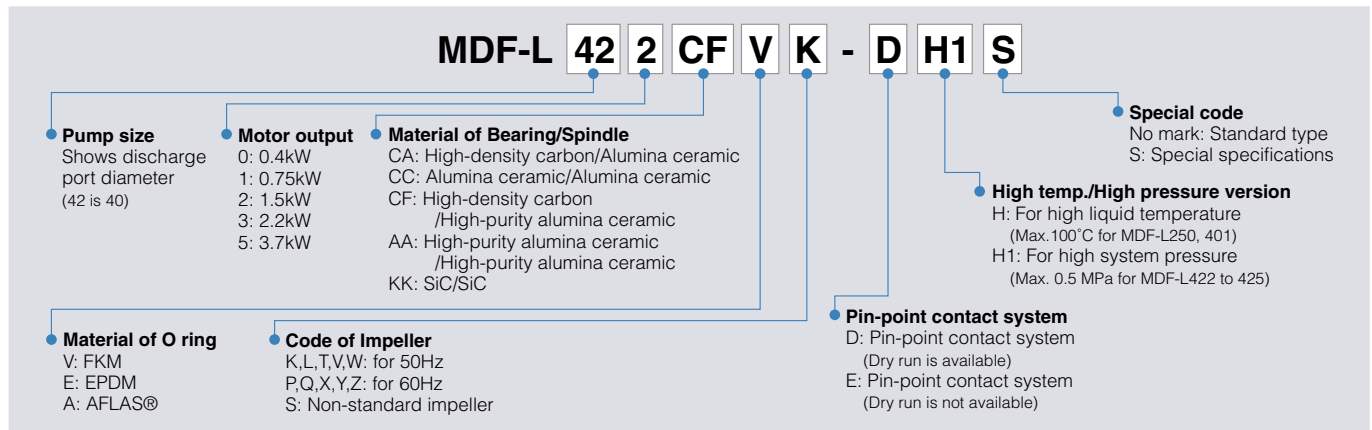 MDF-L 42 2 CF V K - D H1 S
Pump size
Shows discharge
port diameter
(42 is 40)
Motor output
0: 0.4kW
1: 0.75kW
2: 1.5kW
3: 2.2kW
5: 3.7kW
Material of Bearing/Spindle
CA: High-density carbon/Alumina ceramic
CC: Alumina ceramic/Alumina ceramic
CF: High-density carbon
/High-purity alumina ceramic
AA: High-purity alumina ceramic
/High-purity alumina ceramic
KK: SiC/SiC
Special code
No mark: Standard type
S: Special specifications
High temp./High pressure version
H: For high liquid temperature
(Max.100˚C for MDF-L250, 401)
H1: For high system pressure
(Max. 0.5 MPa for MDF-L422 to 425)
Material of O ring
V: FKM
E: EPDM
A: AFLAS®
Code of Impeller
K,L,T,V,W: for 50Hz
P,Q,X,Y,Z: for 60Hz
S: Non-standard impeller
Pin-point contact system
D: Pin-point contact system
(Dry run is available)
E: Pin-point contact system
(Dry run is not available)